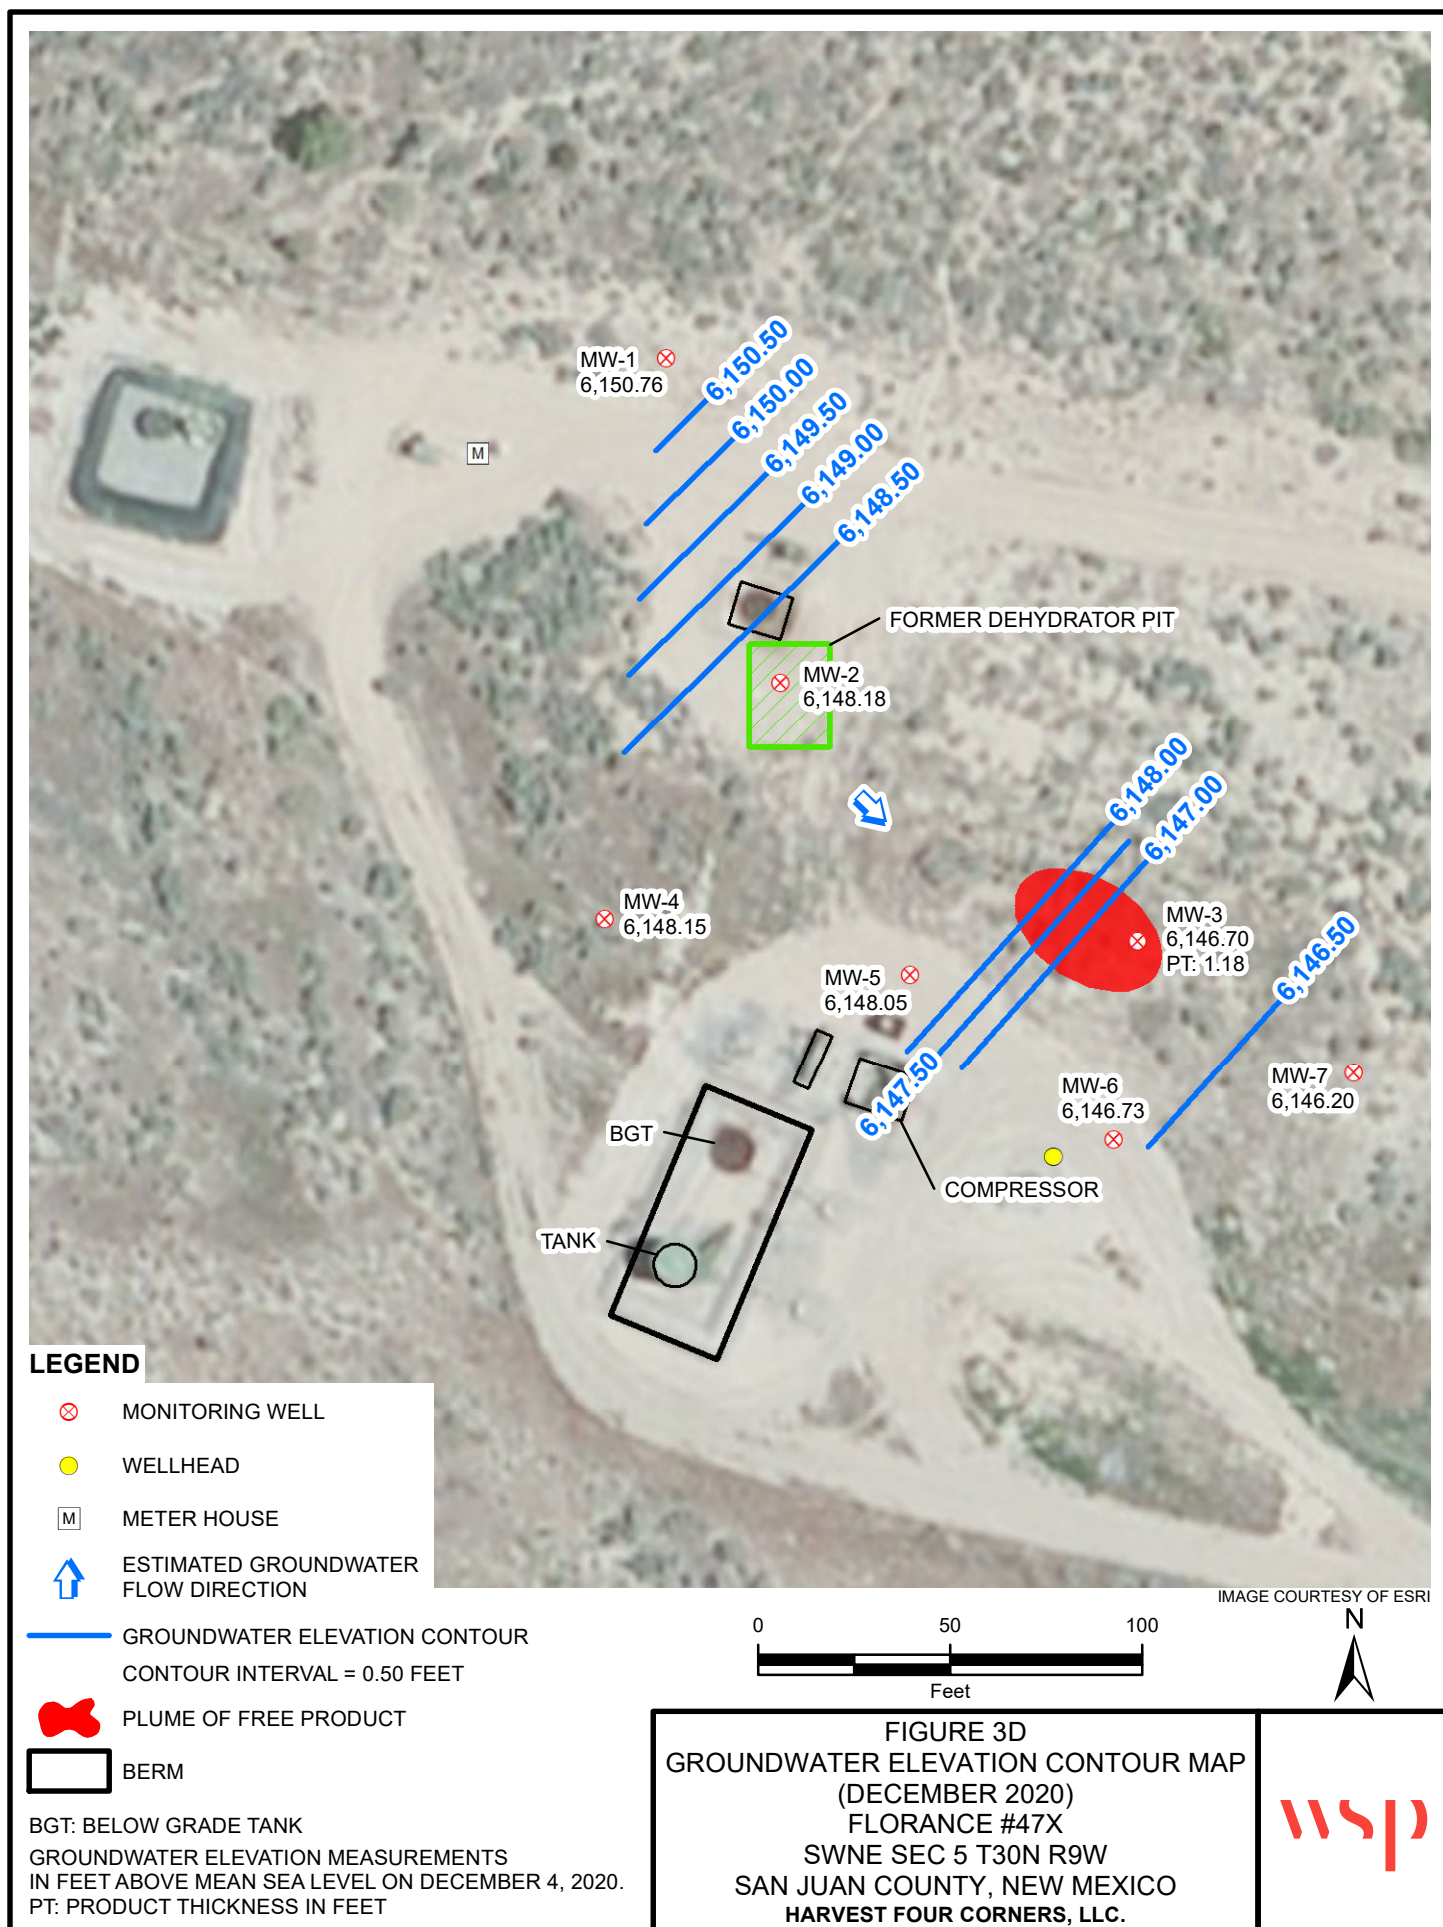 6,150.50
MW-1
6,150.76
6,150.00
6,149.50
M
6,149.00
6,148.50
FORMER DEHYDRATOR PIT
MW-2
6,148.18
6,148.00
6,147.00
MW-4
6,148.15
MW-3
6,146.70
PT: 1.18
6,146.50
MW-5
6,148.05
6,147.50
MW-6
6,146.73
MW-7
6,146.20
BGT
COMPRESSOR
TANK
LEGEND
MONITORING WELL
WELLHEAD
M METER HOUSE
ESTIMATED GROUNDWATER
FLOW DIRECTION
GROUNDWATER ELEVATION CONTOUR
CONTOUR INTERVAL = 0.50 FEET
PLUME OF FREE PRODUCT
BERM
BGT: BELOW GRADE TANK
GROUNDWATER ELEVATION MEASUREMENTS
IN FEET ABOVE MEAN SEA LEVEL ON DECEMBER 4, 2020.
PT: PRODUCT THICKNESS IN FEET
IMAGE COURTESY OF ESRI
0 50 100
Feet
N
FIGURE 3D
GROUNDWATER ELEVATION CONTOUR MAP
(DECEMBER 2020)
FLORANCE #47X
SWNE SEC 5 T30N R9W
SAN JUAN COUNTY, NEW MEXICO
HARVEST FOUR CORNERS, LLC.
wsp